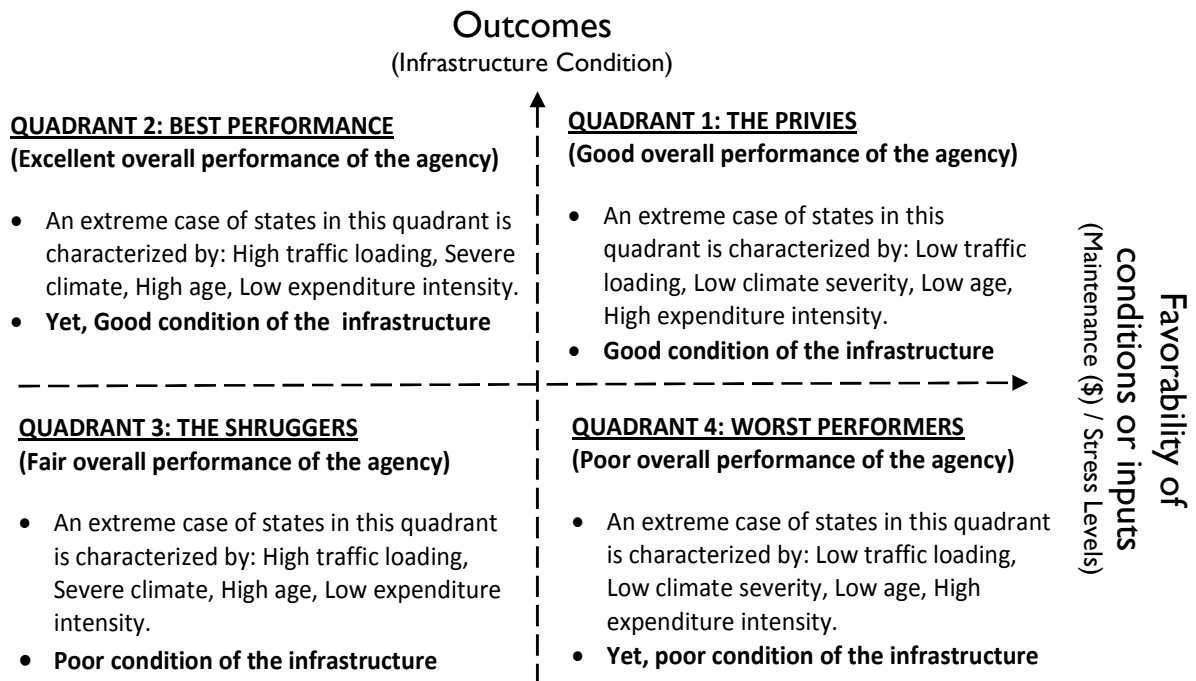 Outcomes
(Infrastructure Condition)
QUADRANT 2: BEST PERFORMANCE
(Excellent overall performance of the agency)
• An extreme case of states in this quadrant is
characterized by: High traffic loading, Severe
climate, High age, Low expenditure intensity.
• Yet, Good condition of the infrastructure
QUADRANT 1: THE PRIVIES
(Good overall performance of the agency)
• An extreme case of states in this
quadrant is characterized by: Low traffic
loading, Low climate severity, Low age,
High expenditure intensity.
• Good condition of the infrastructure
QUADRANT 3: THE SHRUGGERS
(Fair overall performance of the agency)
• An extreme case of states in this quadrant
is characterized by: High traffic loading,
Severe climate, High age, Low expenditure
intensity.
• Poor condition of the infrastructure
QUADRANT 4: WORST PERFORMERS
(Poor overall performance of the agency)
• An extreme case of states in this quadrant
is characterized by: Low traffic loading,
Low climate severity, Low age, High
expenditure intensity.
• Yet, poor condition of the infrastructure
Favorability of
conditions or inputs
(Maintenance ($) / Stress Levels)